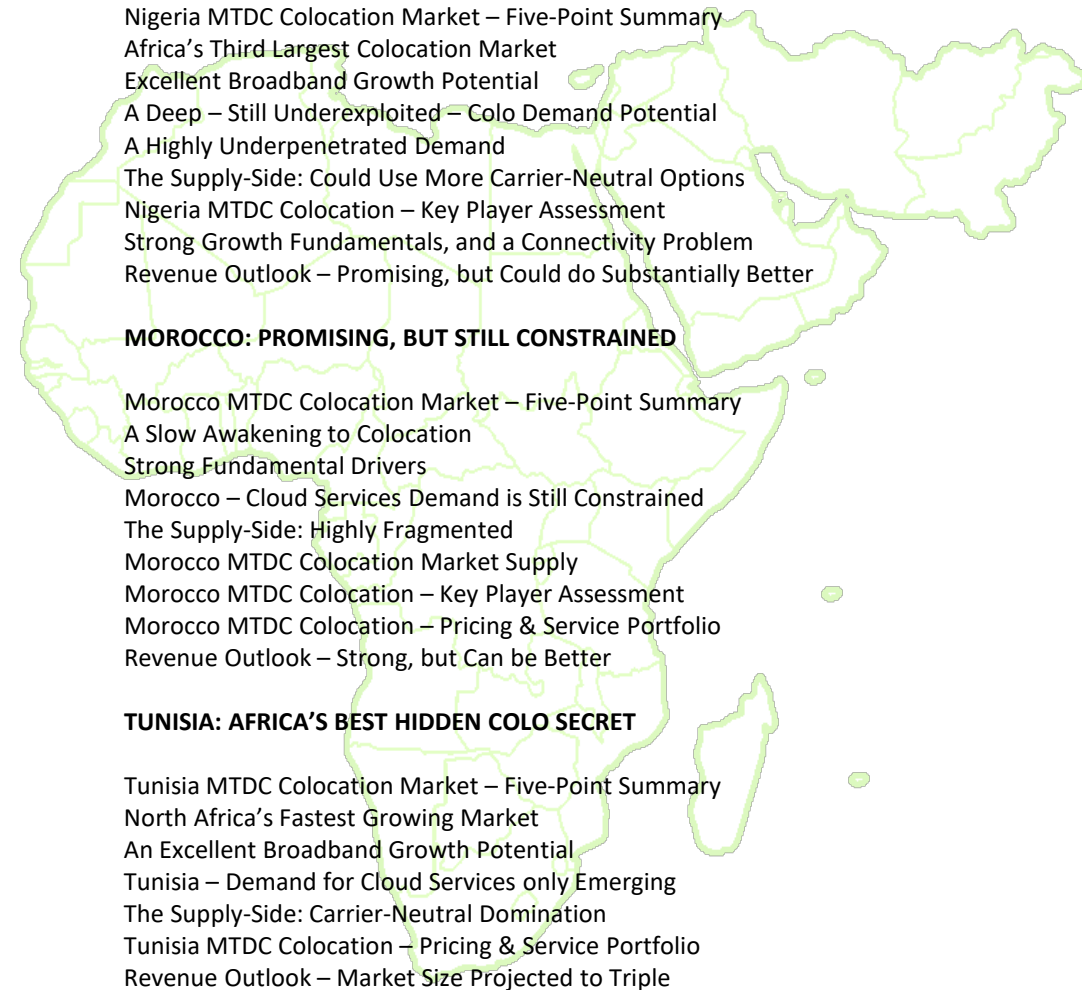 Nigeria MTDC Colocation Market – Five-Point Summary
Africa’s Third Largest Colocation Market
Excellent Broadband Growth Potential
A Deep – Still Underexploited – Colo Demand Potential
A Highly Underpenetrated Demand
The Supply-Side: Could Use More Carrier-Neutral Options
Nigeria MTDC Colocation – Key Player Assessment
Strong Growth Fundamentals, and a Connectivity Problem
Revenue Outlook – Promising, but Could do Substantially Better
MOROCCO: PROMISING, BUT STILL CONSTRAINED
Morocco MTDC Colocation Market – Five-Point Summary
A Slow Awakening to Colocation
Strong Fundamental Drivers
Morocco – Cloud Services Demand is Still Constrained
The Supply-Side: Highly Fragmented
Morocco MTDC Colocation Market Supply
Morocco MTDC Colocation – Key Player Assessment
Morocco MTDC Colocation – Pricing & Service Portfolio
Revenue Outlook – Strong, but Can be Better
TUNISIA: AFRICA’S BEST HIDDEN COLO SECRET
Tunisia MTDC Colocation Market – Five-Point Summary
North Africa’s Fastest Growing Market
An Excellent Broadband Growth Potential
Tunisia – Demand for Cloud Services only Emerging
The Supply-Side: Carrier-Neutral Domination
Tunisia MTDC Colocation – Pricing & Service Portfolio
Revenue Outlook – Market Size Projected to Triple